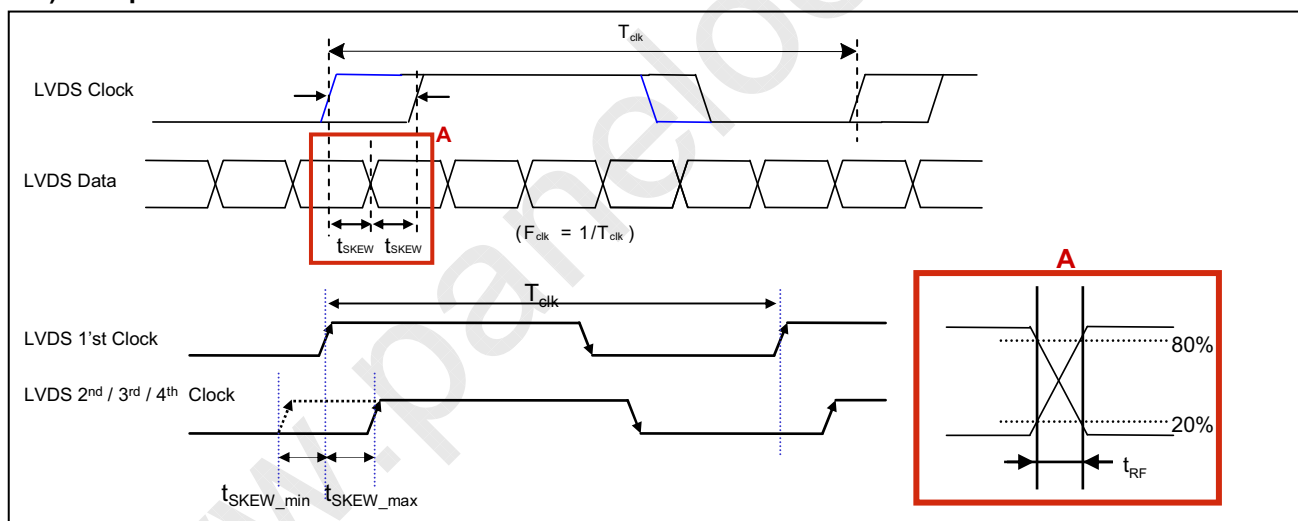 T clk
LVDS Clock
A
LVDS Data
tSKEW tSKEW
(Fclk = 1/Tclk)
A
Tclk
LVDS 1'st Clock
80%
LVDS 2nd / 3rd / 4th Clock
20%
tRF
tSKEW_min tSKEW_max